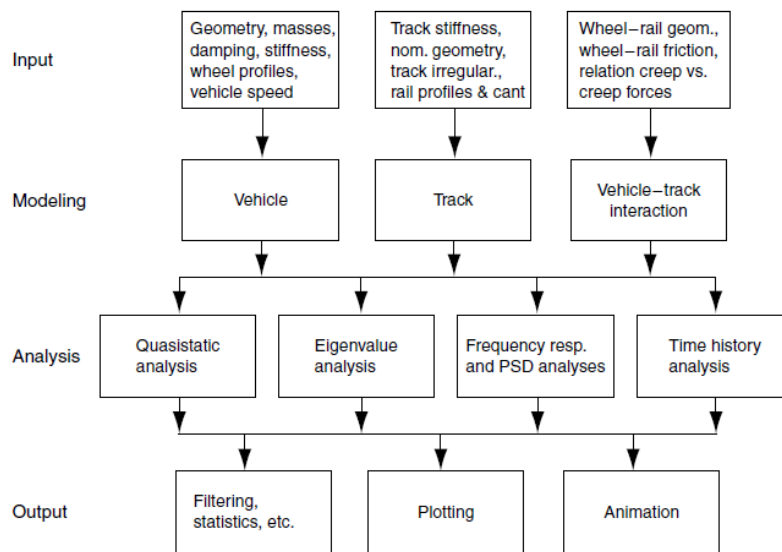 Input
Geometry, masses,
damping, stiffness,
wheel profiles,
vehicle speed
Track stiffness,
nom. geometry,
track irregular.,
rail profiles & cant
Wheel–rail geom.,
wheel–rail friction,
relation creep vs.
creep forces
Modeling
Vehicle
Track
Vehicle–track
interaction
Analysis
Quasistatic
analysis
Eigenvalue
analysis
Frequency resp.
and PSD analyses
Time history
analysis
Output
Filtering,
statistics, etc.
Plotting
Animation